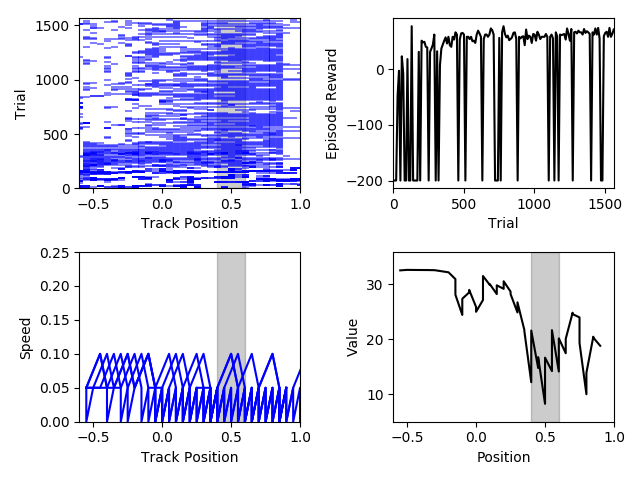 1500
1000
500
0
Trial
−0.5 0.0 0.5 1.0
Track Position
0
−100
−200
Episode Reward
0 500 1000 1500
Trial
0.25
0.20
0.15
0.10
0.05
0.00
Speed
−0.5 0.0 0.5 1.0
Track Position
30
20
10
Value
−0.5 0.0 0.5 1.0
Position